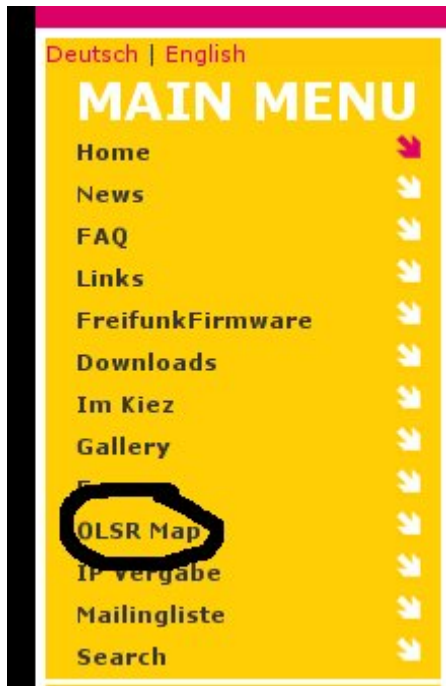 Deutsch | English
MAIN MENU
Home
News
FAQ
Links
FreifunkFirmware
Downloads
Im Kiez
Gallery
OLSR Map
IP Vergabe
Mailingliste
Search